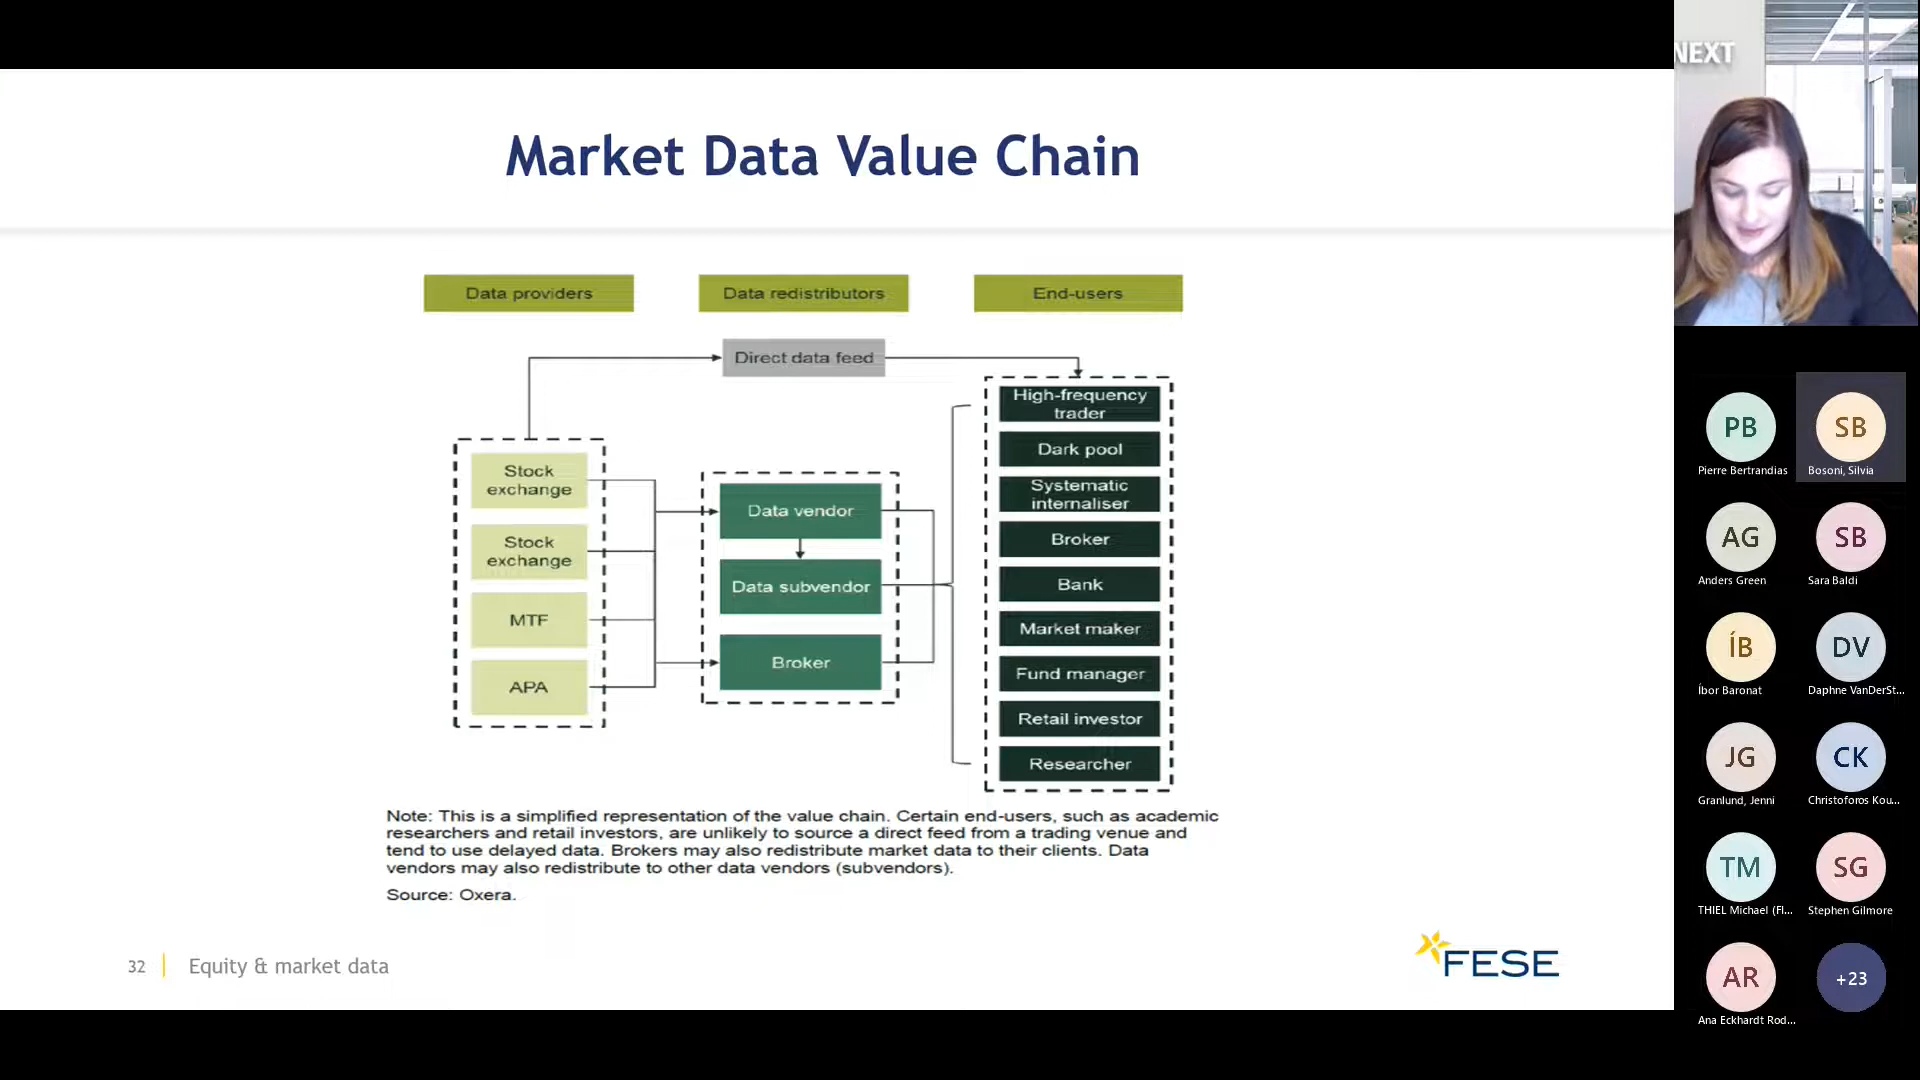 NEXT
Market Data Value Chain
Data providers
Data redistributors
End-users
Direct data feed
Stock
exchange
Stock
exchange
MTF
APA
Data vendor
Data subvendor
Broker
High-frequency
trader
Dark pool
Systematic
internaliser
Broker
Bank
Market maker
Fund manager
Retail investor
Researcher
Note: This is a simplified representation of the value chain. Certain end-users, such as academic
researchers and retail investors, are unlikely to source a direct feed from a trading venue and
tend to use delayed data. Brokers may also redistribute market data to their clients. Data
vendors may also redistribute to other data vendors (subvendors).
Source: Oxera.
32
Equity & market data
FESE
PB
Pierre Bertrandias
SB
Bosoni, Silvia
AG
Anders Green
SB
Sara Baldi
ÍB
Íbor Baronat
DV
Daphne VanDerSt...
JG
Granlund, Jenni
CK
Christoforos Kou...
TM
THIEL Michael (FI...
SG
Stephen Gilmore
AR
Ana Eckhardt Rod...
+23